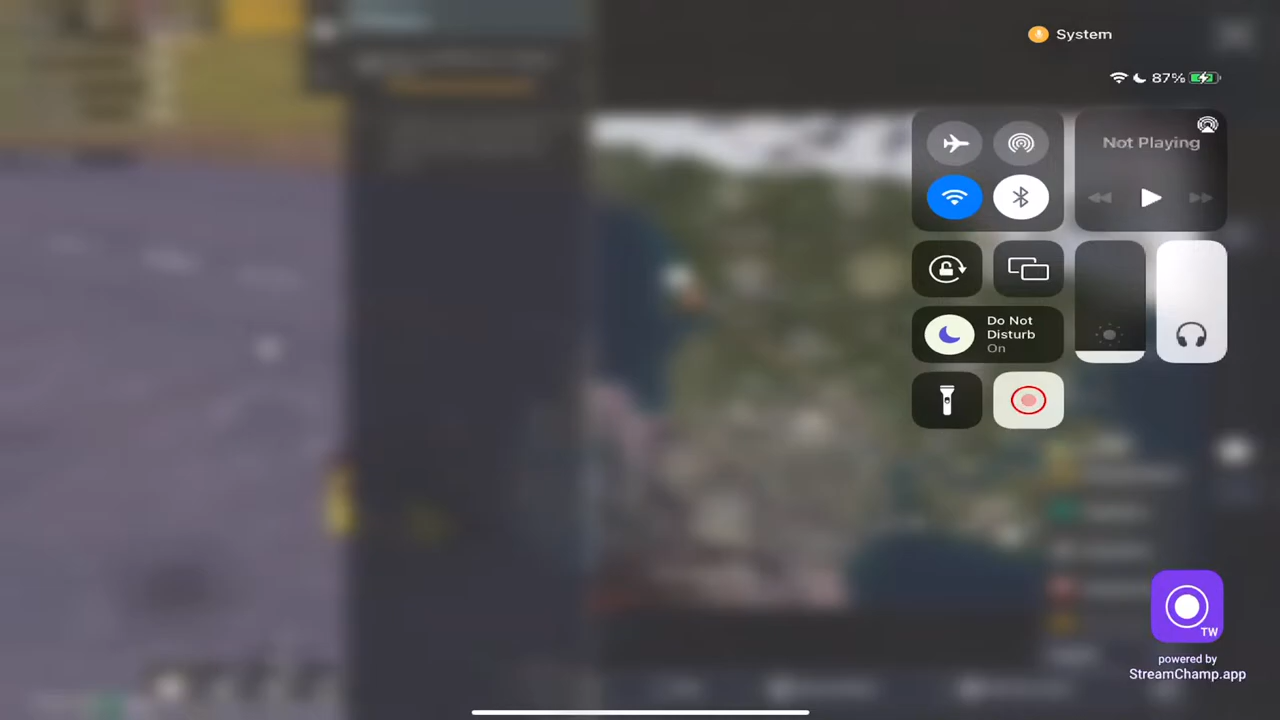 System
87%
Not Playing
Do Not
Disturb
On
TW
powered by
StreamChamp.app